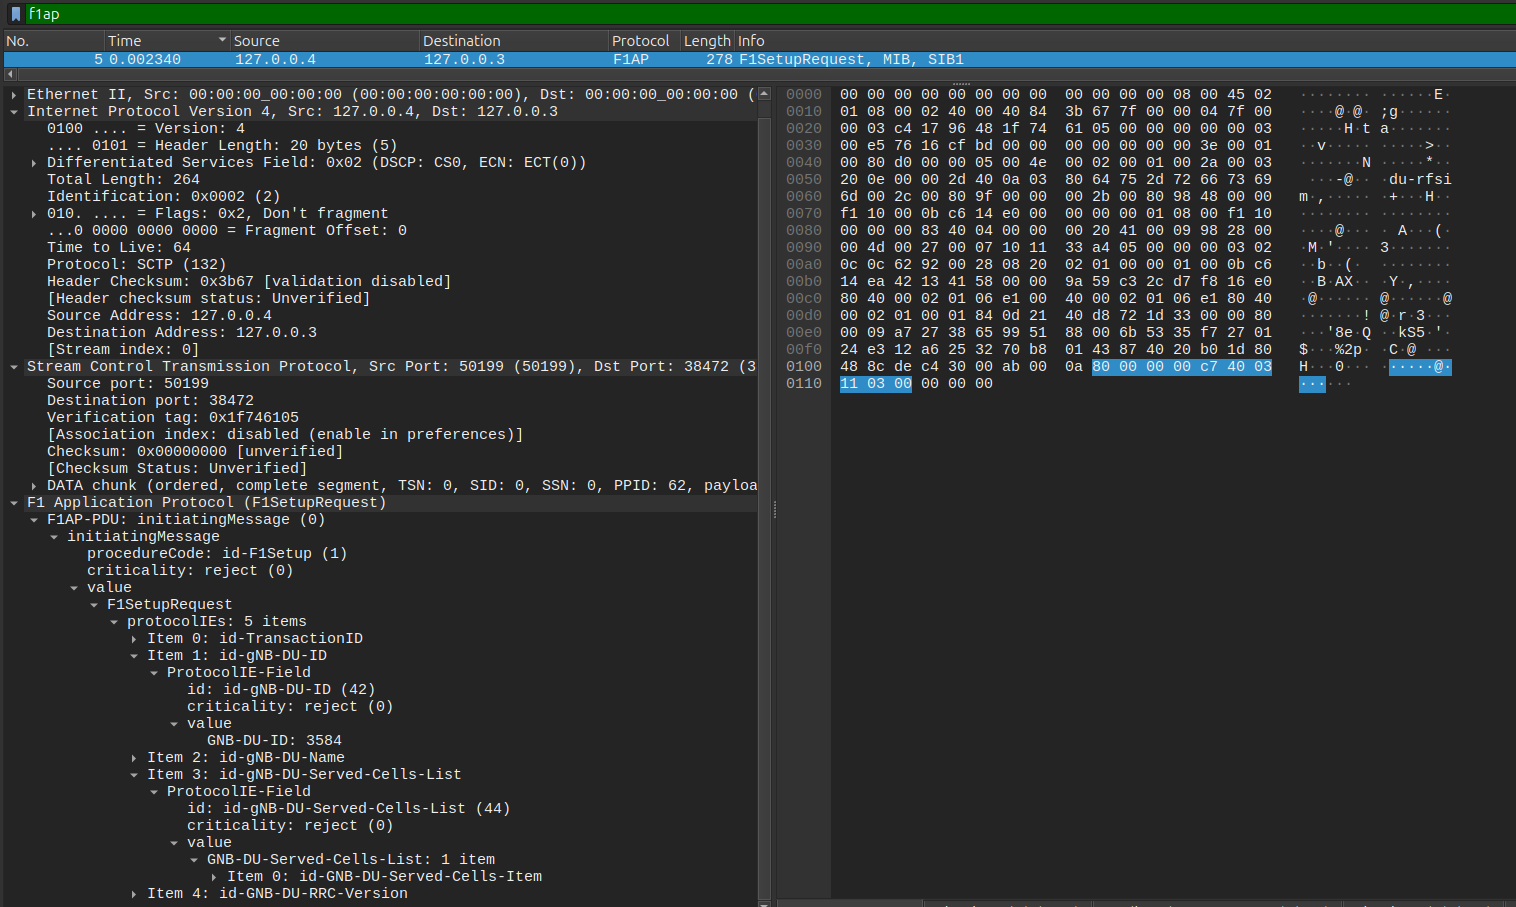 f1ap
No. Time Source Destination Protocol Length Info
5 0.002340 127.0.0.4 127.0.0.3 F1AP 278 F1SetupRequest, MIB, SIB1
Ethernet II, Src: 00:00:00_00:00:00 (00:00:00:00:00:00), Dst: 00:00:00_00:00:00 (
Internet Protocol Version 4, Src: 127.0.0.4, Dst: 127.0.0.3
0100 .... = Version: 4
.... 0101 = Header Length: 20 bytes (5)
Differentiated Services Field: 0x02 (DSCP: CS0, ECN: ECT(0))
Total Length: 264
Identification: 0x0002 (2)
010. .... = Flags: 0x2, Don't fragment
...0 0000 0000 0000 = Fragment Offset: 0
Time to Live: 64
Protocol: SCTP (132)
Header Checksum: 0x3b67 [validation disabled]
[Header checksum status: Unverified]
Source Address: 127.0.0.4
Destination Address: 127.0.0.3
[Stream index: 0]
Stream Control Transmission Protocol, Src Port: 50199 (50199), Dst Port: 38472 (3
Source port: 50199
Destination port: 38472
Verification tag: 0x1f746105
[Association index: disabled (enable in preferences)]
Checksum: 0x00000000 [unverified]
[Checksum Status: Unverified]
DATA chunk (ordered, complete segment, TSN: 0, SID: 0, SSN: 0, PPID: 62, payloa
F1 Application Protocol (F1SetupRequest)
F1AP-PDU: initiatingMessage (0)
initiatingMessage
procedureCode: id-F1Setup (1)
criticality: reject (0)
value
F1SetupRequest
protocolIEs: 5 items
Item 0: id-TransactionID
Item 1: id-gNB-DU-ID
ProtocolIE-Field
id: id-gNB-DU-ID (42)
criticality: reject (0)
value
GNB-DU-ID: 3584
Item 2: id-gNB-DU-Name
Item 3: id-gNB-DU-Served-Cells-List
ProtocolIE-Field
id: id-gNB-DU-Served-Cells-List (44)
criticality: reject (0)
value
GNB-DU-Served-Cells-List: 1 item
Item 0: id-GNB-DU-Served-Cells-Item
Item 4: id-GNB-DU-RRC-Version
0000 00 00 00 00 00 00 00 00 00 00 00 00 08 00 45 02 ········ ······E·
0010 01 08 00 02 40 00 40 84 3b 67 7f 00 00 04 7f 00 ····@·@· ;g······
0020 00 03 c4 17 96 48 1f 74 61 05 00 00 00 00 00 03 ·····H·t a·······
0030 00 e5 76 16 cf bd 00 00 00 00 00 00 00 3e 00 01 ··v····· ·····>··
0040 00 80 d0 00 00 05 00 4e 00 02 00 01 00 2a 00 03 ·······N ·····*··
0050 20 0e 00 00 2d 40 0a 03 80 64 75 2d 72 66 73 69 ···-@·· ·du-rfsi
0060 6d 00 2c 00 80 9f 00 00 00 2b 00 80 98 48 00 00 m·,····· ·+···H··
0070 f1 10 00 0b c6 14 e0 00 00 00 00 01 08 00 f1 10 ········ ········
0080 00 00 00 83 40 04 00 00 00 20 41 00 09 98 28 00 ····@··· · A···(·
0090 00 4d 00 27 00 07 10 11 33 a4 05 00 00 00 03 02 ·M·'···· 3·······
00a0 0c 0c 62 92 00 28 08 20 02 01 00 00 01 00 0b c6 ··b··(· ········
00b0 14 ea 42 13 41 58 00 00 9a 59 c3 2c d7 f8 16 e0 ··B·AX·· ·Y·,····
00c0 80 40 00 02 01 06 e1 00 40 00 02 01 06 e1 80 40 ·@······ @······@
00d0 00 02 01 00 01 84 0d 21 40 d8 72 1d 33 00 00 80 ·······! @·r·3···
00e0 00 09 a7 27 38 65 99 51 88 00 6b 53 35 f7 27 01 ···'8e·Q ··kS5·'·
00f0 24 e3 12 a6 25 32 70 b8 01 43 87 40 20 b0 1d 80 $···%2p· ·C·@ ···
0100 48 8c de c4 30 00 ab 00 0a 80 00 00 00 c7 40 03 H···0··· ······@·
0110 11 03 00 00 00 00 ······